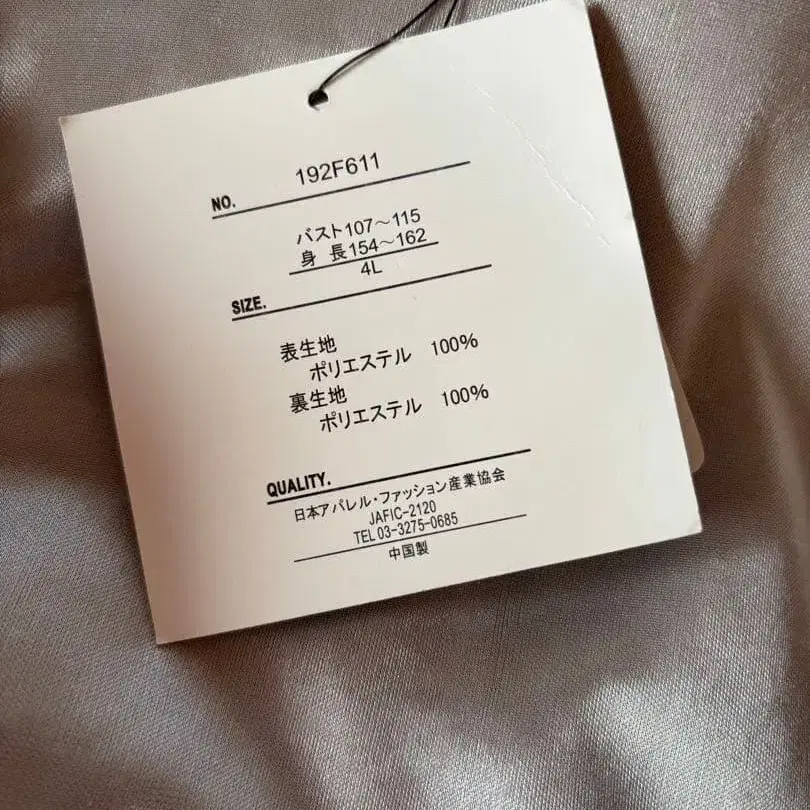 NO. 192F611
バスト107～115
身 長154～162
4L
SIZE.
表生地
ポリエステル 100%
裏生地
ポリエステル 100%
QUALITY.
日本アパレル・ファッション産業協会
JAFIC-2120
TEL 03-3275-0685
中国製